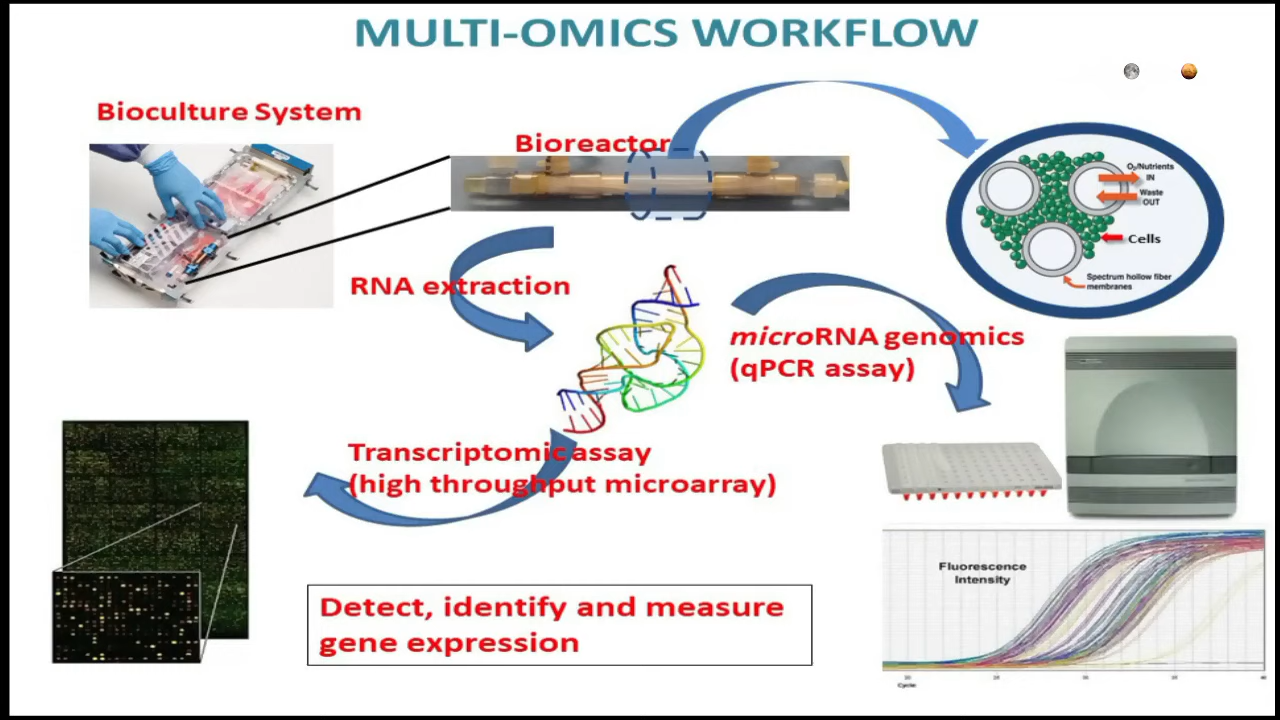 MULTI-OMICS WORKFLOW
Bioculture System
Bioreactor
O₂/Nutrients
IN
Waste
OUT
Cells
Spectrum hollow fiber
membranes
RNA extraction
microRNA genomics
(qPCR assay)
Transcriptomic assay
(high throughput microarray)
Fluorescence
Intensity
Detect, identify and measure
gene expression
Cycle